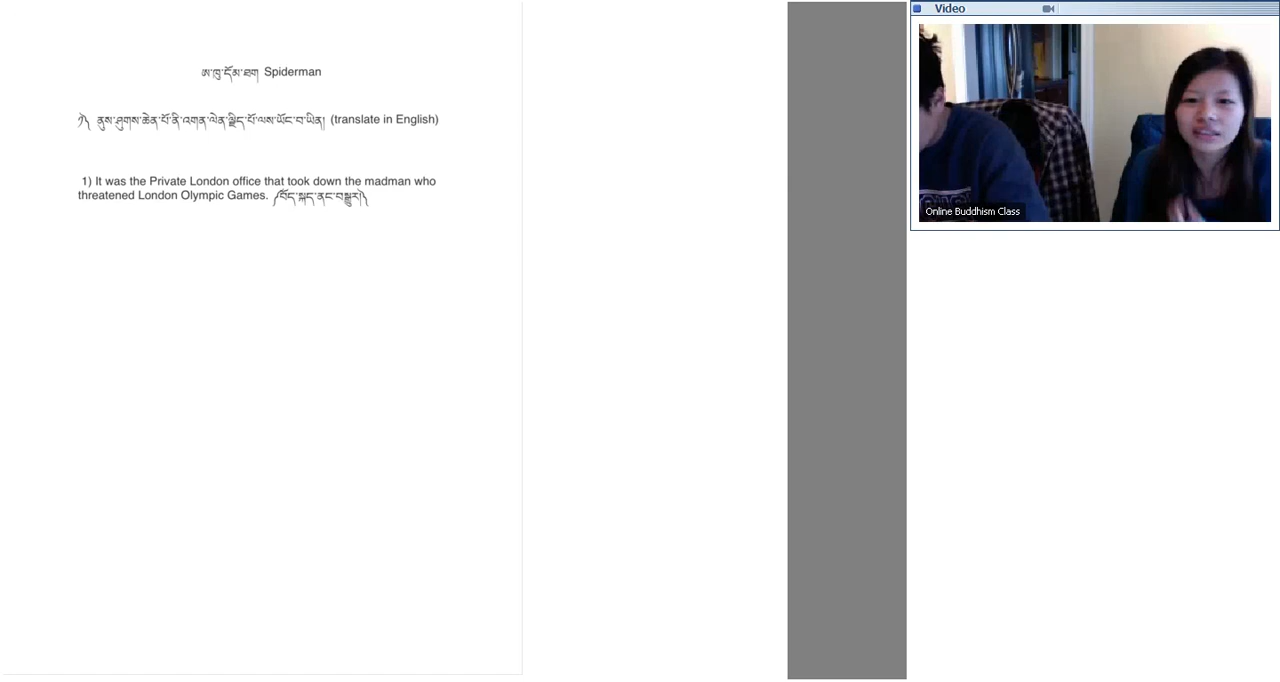 Video
ཨ་ཁུ་དོམ་ཐག Spiderman
༡༽ ནུས་ཤུགས་ཆེན་པོ་ནི་འགན་ལེན་ལྗིད་པོ་ལས་ཡོང་བ་ཡིན། (translate in English)
1) It was the Private London office that took down the madman who
threatened London Olympic Games. ༼བོད་སྐད་ནང་བསྒྱུར།༽
Online Buddhism Class